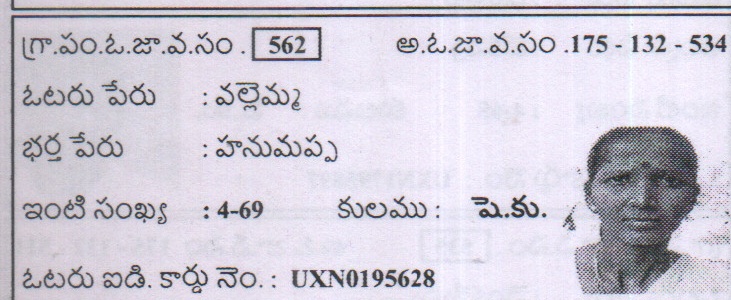 గ్రా.పం.ఓ.జా.వ.సం . 562 అ.ఓ.జా.వ.సం .175 - 132 - 534
ఓటరు పేరు : వల్లెమ్మ
భర్త పేరు : హనుమప్ప
ఇంటి సంఖ్య : 4-69 కులము : షె.కు.
ఓటరు ఐడి. కార్డు నెం. : UXN0195628